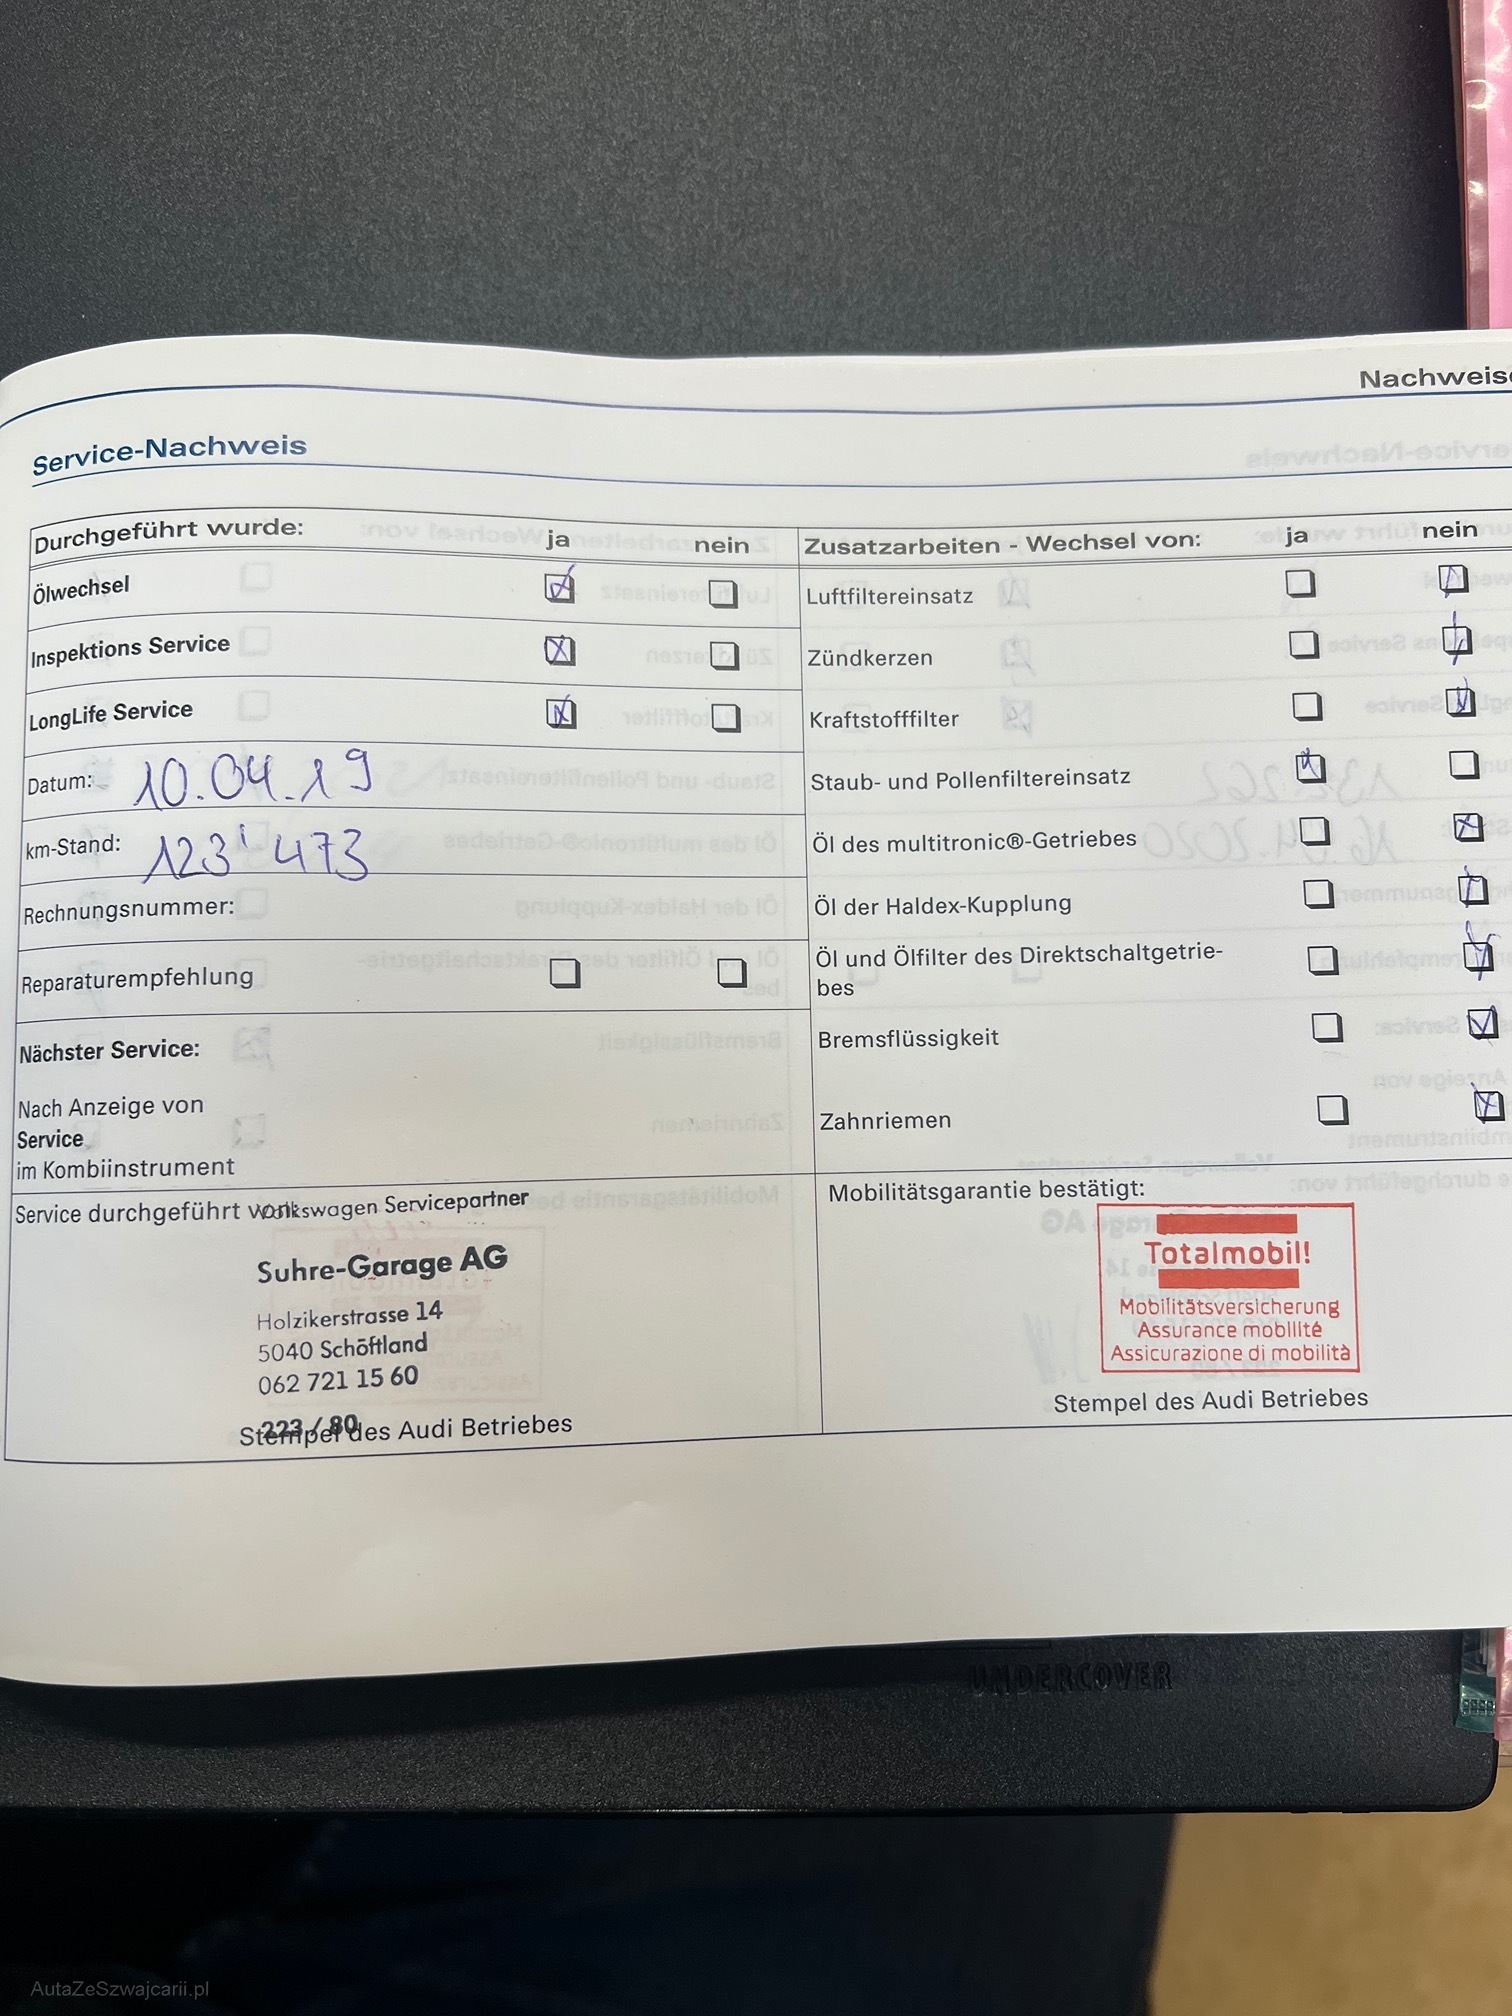 Nachweise
Service-Nachweis
Durchgeführt wurde: ja nein
Ölwechsel
Inspektions Service
LongLife Service
Datum: 10.04.19
km-Stand: 123'473
Rechnungsnummer:
Reparaturempfehlung
Nächster Service:
Nach Anzeige von
Service
im Kombiinstrument
Zusatzarbeiten - Wechsel von: ja nein
Luftfiltereinsatz
Zündkerzen
Kraftstofffilter
Staub- und Pollenfiltereinsatz
Öl des multitronic®-Getriebes
Öl der Haldex-Kupplung
Öl und Ölfilter des Direktschaltgetrie-
bes
Bremsflüssigkeit
Zahnriemen
Service durchgeführt von:
Volkswagen Servicepartner
Suhre-Garage AG
Holzikerstrasse 14
5040 Schöftland
062 721 15 60
223 / 80
Stempel des Audi Betriebes
Mobilitätsgarantie bestätigt:
Totalmobil!
Mobilitätsversicherung
Assurance mobilité
Assicurazione di mobilità
Stempel des Audi Betriebes
UNDERCOVER
AutaZeSzwajcarii.pl